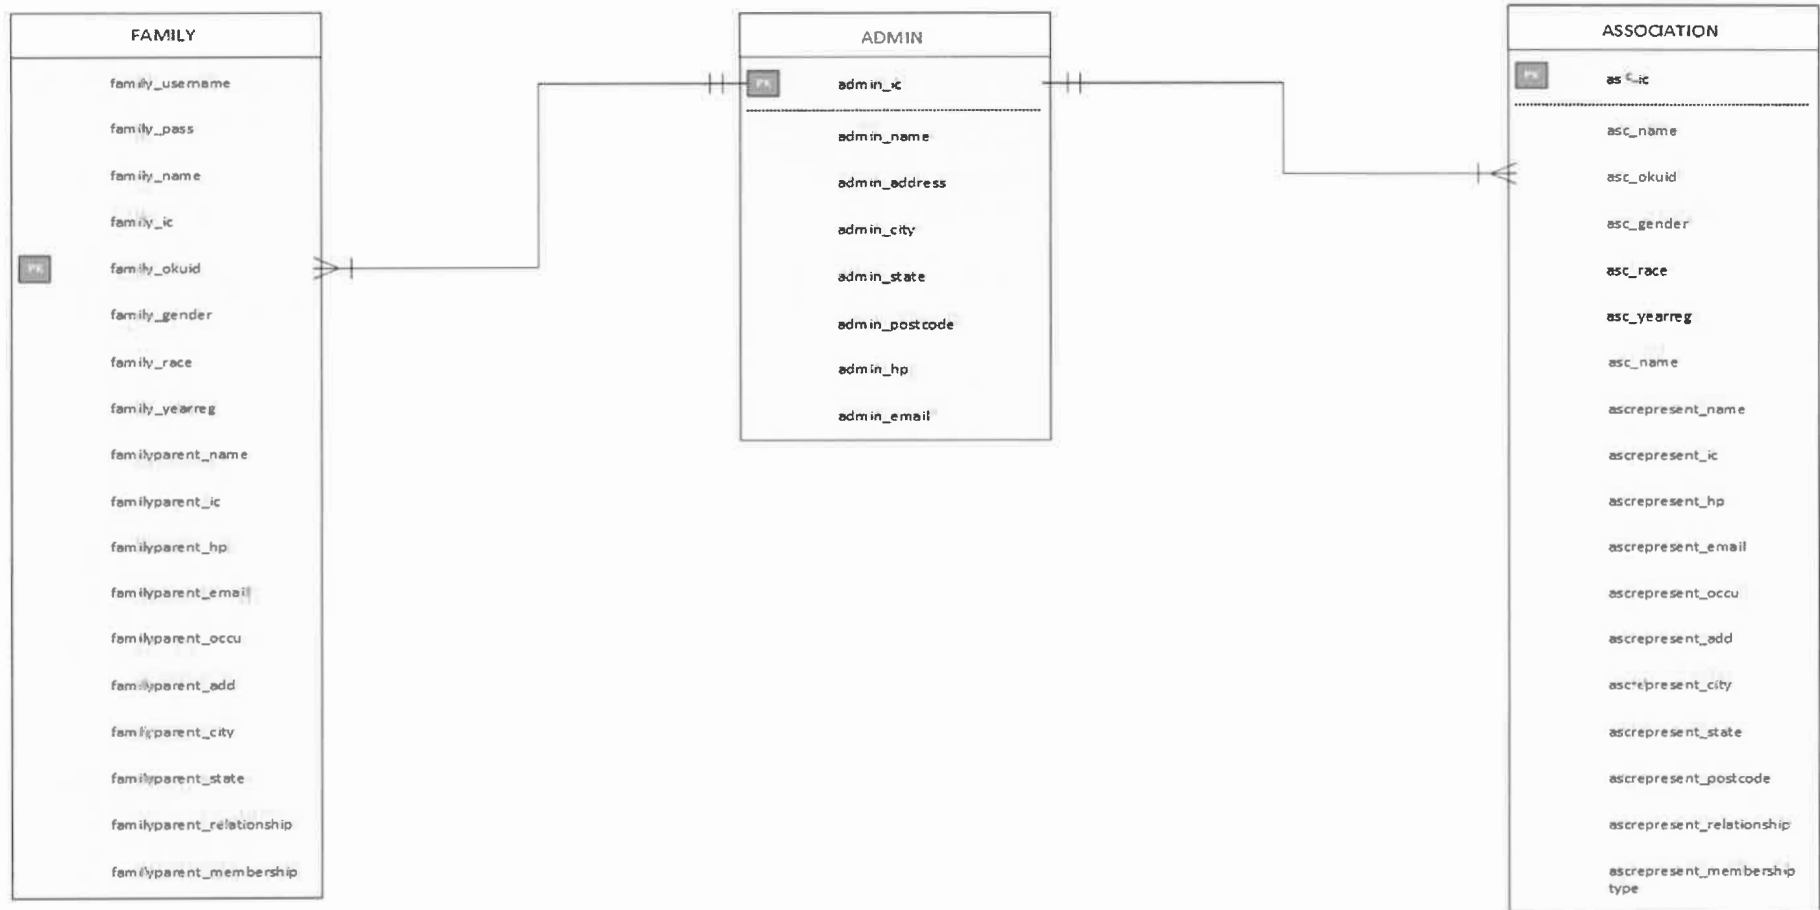 FAMILY
family_username
family_pass
family_name
family_ic
PK
family_okuid
family_gender
family_race
family_yearreg
familyparent_name
familyparent_ic
familyparent_hp
familyparent_email
familyparent_occu
familyparent_add
familyparent_city
familyparent_state
familyparent_relationship
familyparent_membership
ADMIN
PK
admin_ic
admin_name
admin_address
admin_city
admin_state
admin_postcode
admin_hp
admin_email
ASSOCIATION
PK
asc_ic
asc_name
asc_okuid
asc_gender
asc_race
asc_yearreg
asc_name
ascrepresent_name
ascrepresent_ic
ascrepresent_hp
ascrepresent_email
ascrepresent_occu
ascrepresent_add
ascrepresent_city
ascrepresent_state
ascrepresent_postcode
ascrepresent_relationship
ascrepresent_membership
type